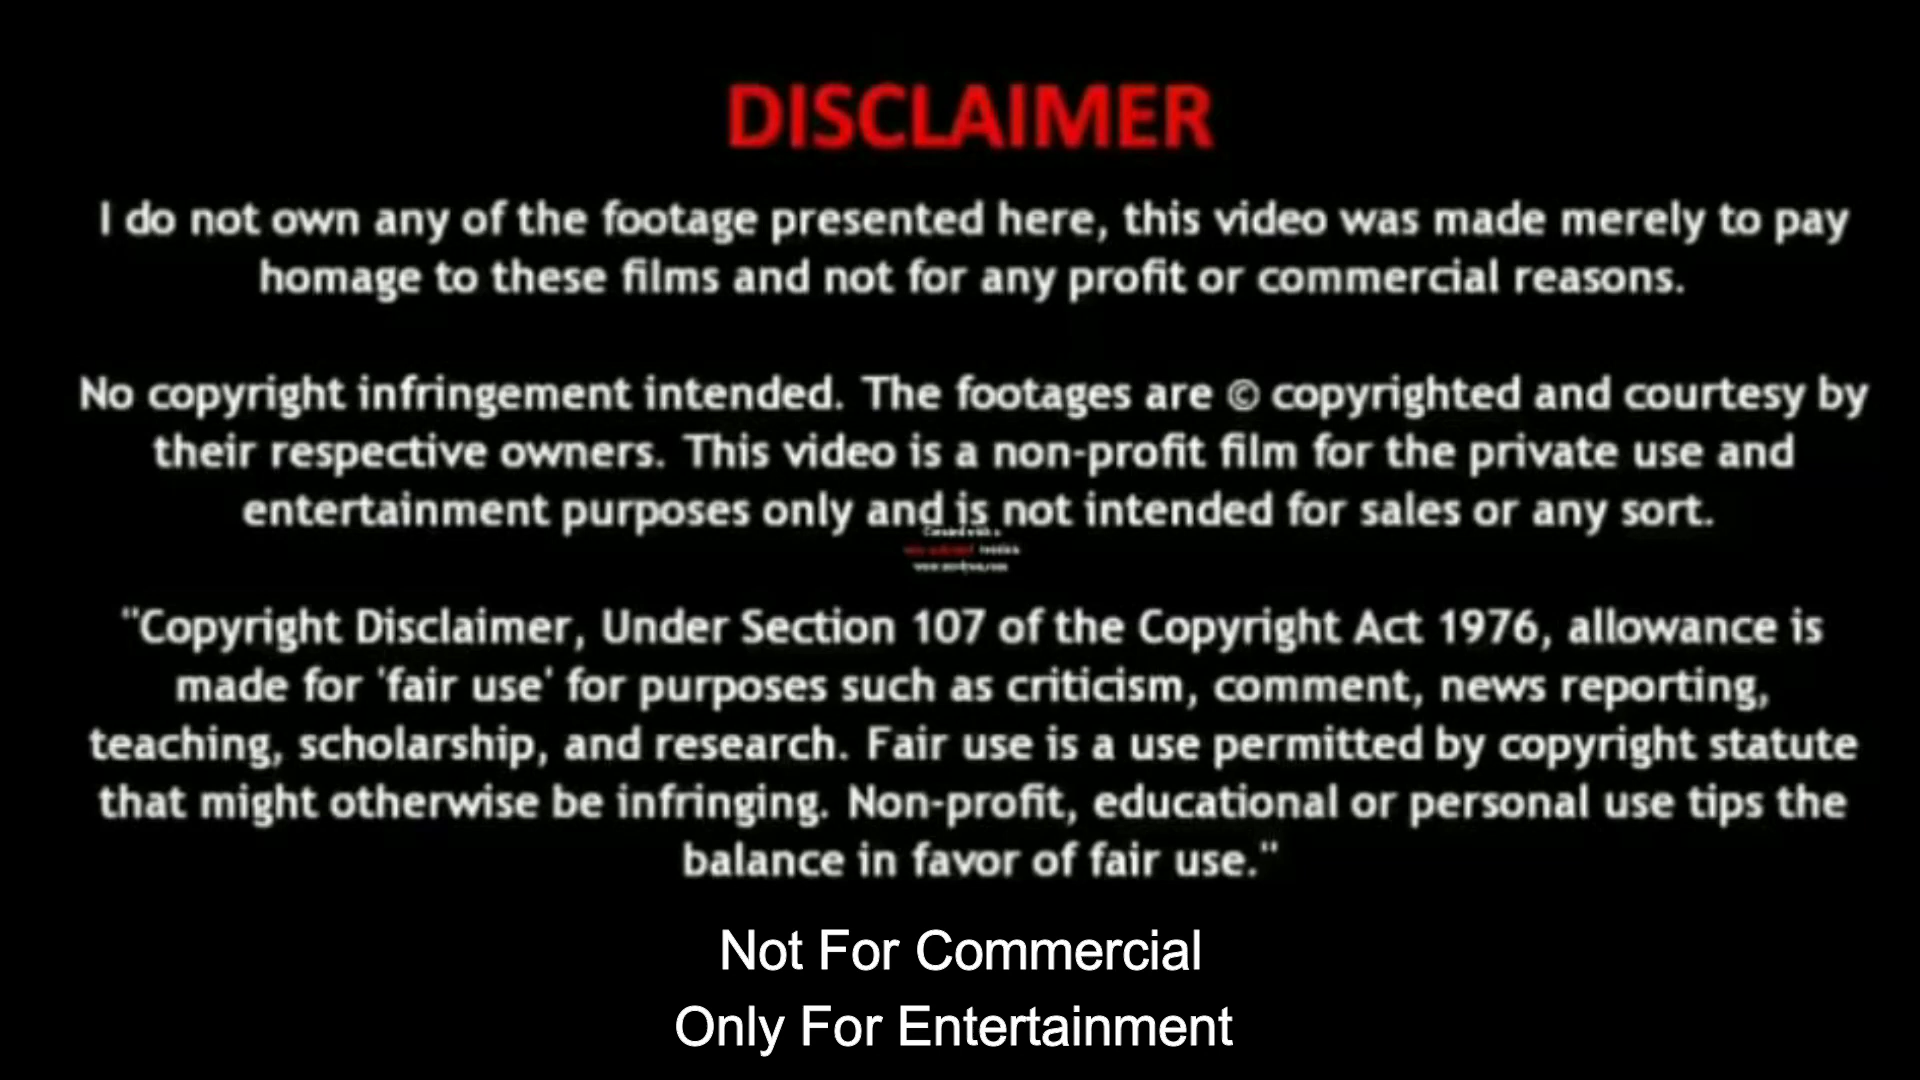 DISCLAIMER
I do not own any of the footage presented here, this video was made merely to pay
homage to these films and not for any profit or commercial reasons.
No copyright infringement intended. The footages are © copyrighted and courtesy by
their respective owners. This video is a non-profit film for the private use and
entertainment purposes only and is not intended for sales or any sort.
"Copyright Disclaimer, Under Section 107 of the Copyright Act 1976, allowance is
made for 'fair use' for purposes such as criticism, comment, news reporting,
teaching, scholarship, and research. Fair use is a use permitted by copyright statute
that might otherwise be infringing. Non-profit, educational or personal use tips the
balance in favor of fair use."
Not For Commercial
Only For Entertainment